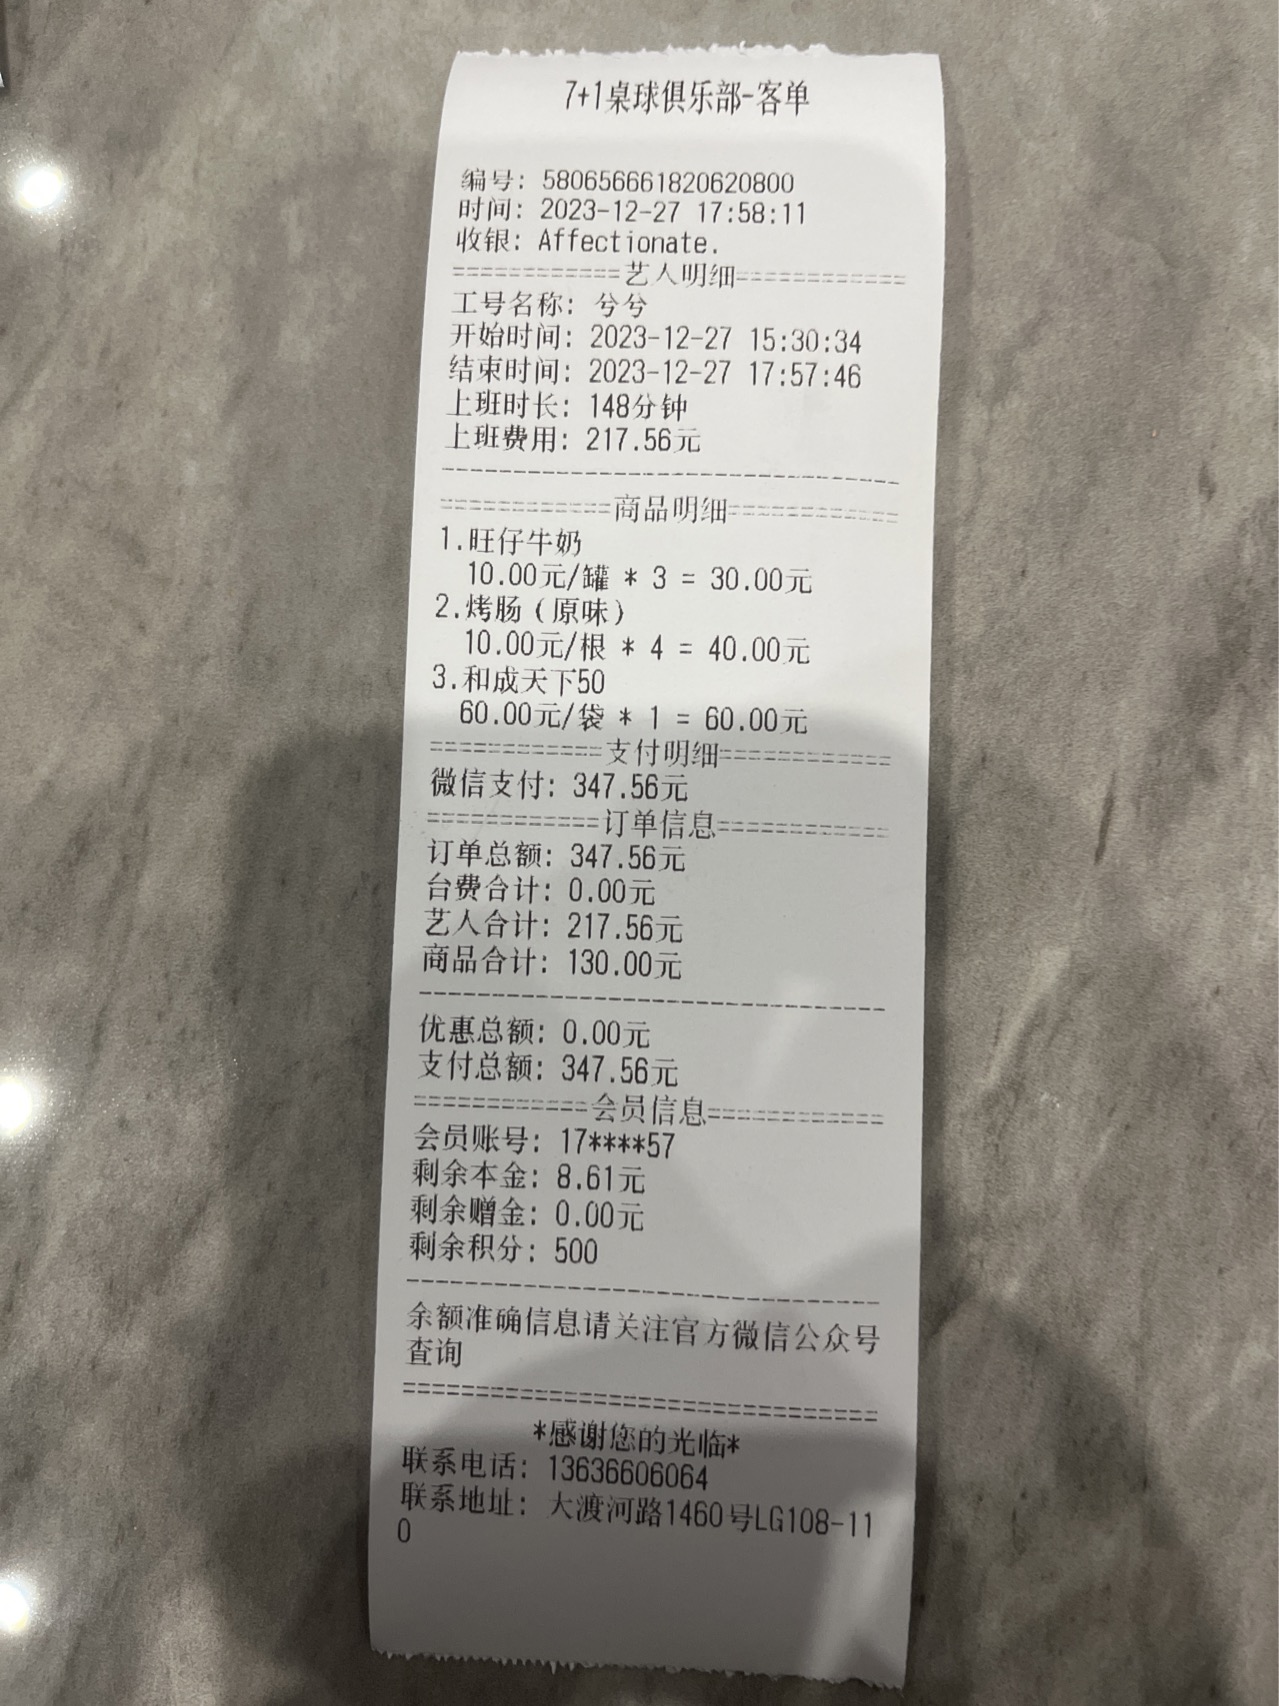 7+1桌球俱乐部-客单
编号: 580656661820620800
时间: 2023-12-27 17:58:11
收银: Affectionate.
============艺人明细============
工号名称: 兮兮
开始时间: 2023-12-27 15:30:34
结束时间: 2023-12-27 17:57:46
上班时长: 148分钟
上班费用: 217.56元
--------------------------------
============商品明细============
1.旺仔牛奶
10.00元/罐 * 3 = 30.00元
2.烤肠(原味)
10.00元/根 * 4 = 40.00元
3.和成天下50
60.00元/袋 * 1 = 60.00元
============支付明细============
微信支付: 347.56元
============订单信息============
订单总额: 347.56元
台费合计: 0.00元
艺人合计: 217.56元
商品合计: 130.00元
--------------------------------
优惠总额: 0.00元
支付总额: 347.56元
============会员信息============
会员账号: 17****57
剩余本金: 8.61元
剩余赠金: 0.00元
剩余积分: 500
--------------------------------
余额准确信息请关注官方微信公众号
查询
================================
*感谢您的光临*
联系电话: 13636606064
联系地址: 大渡河路1460号LG108-11
0